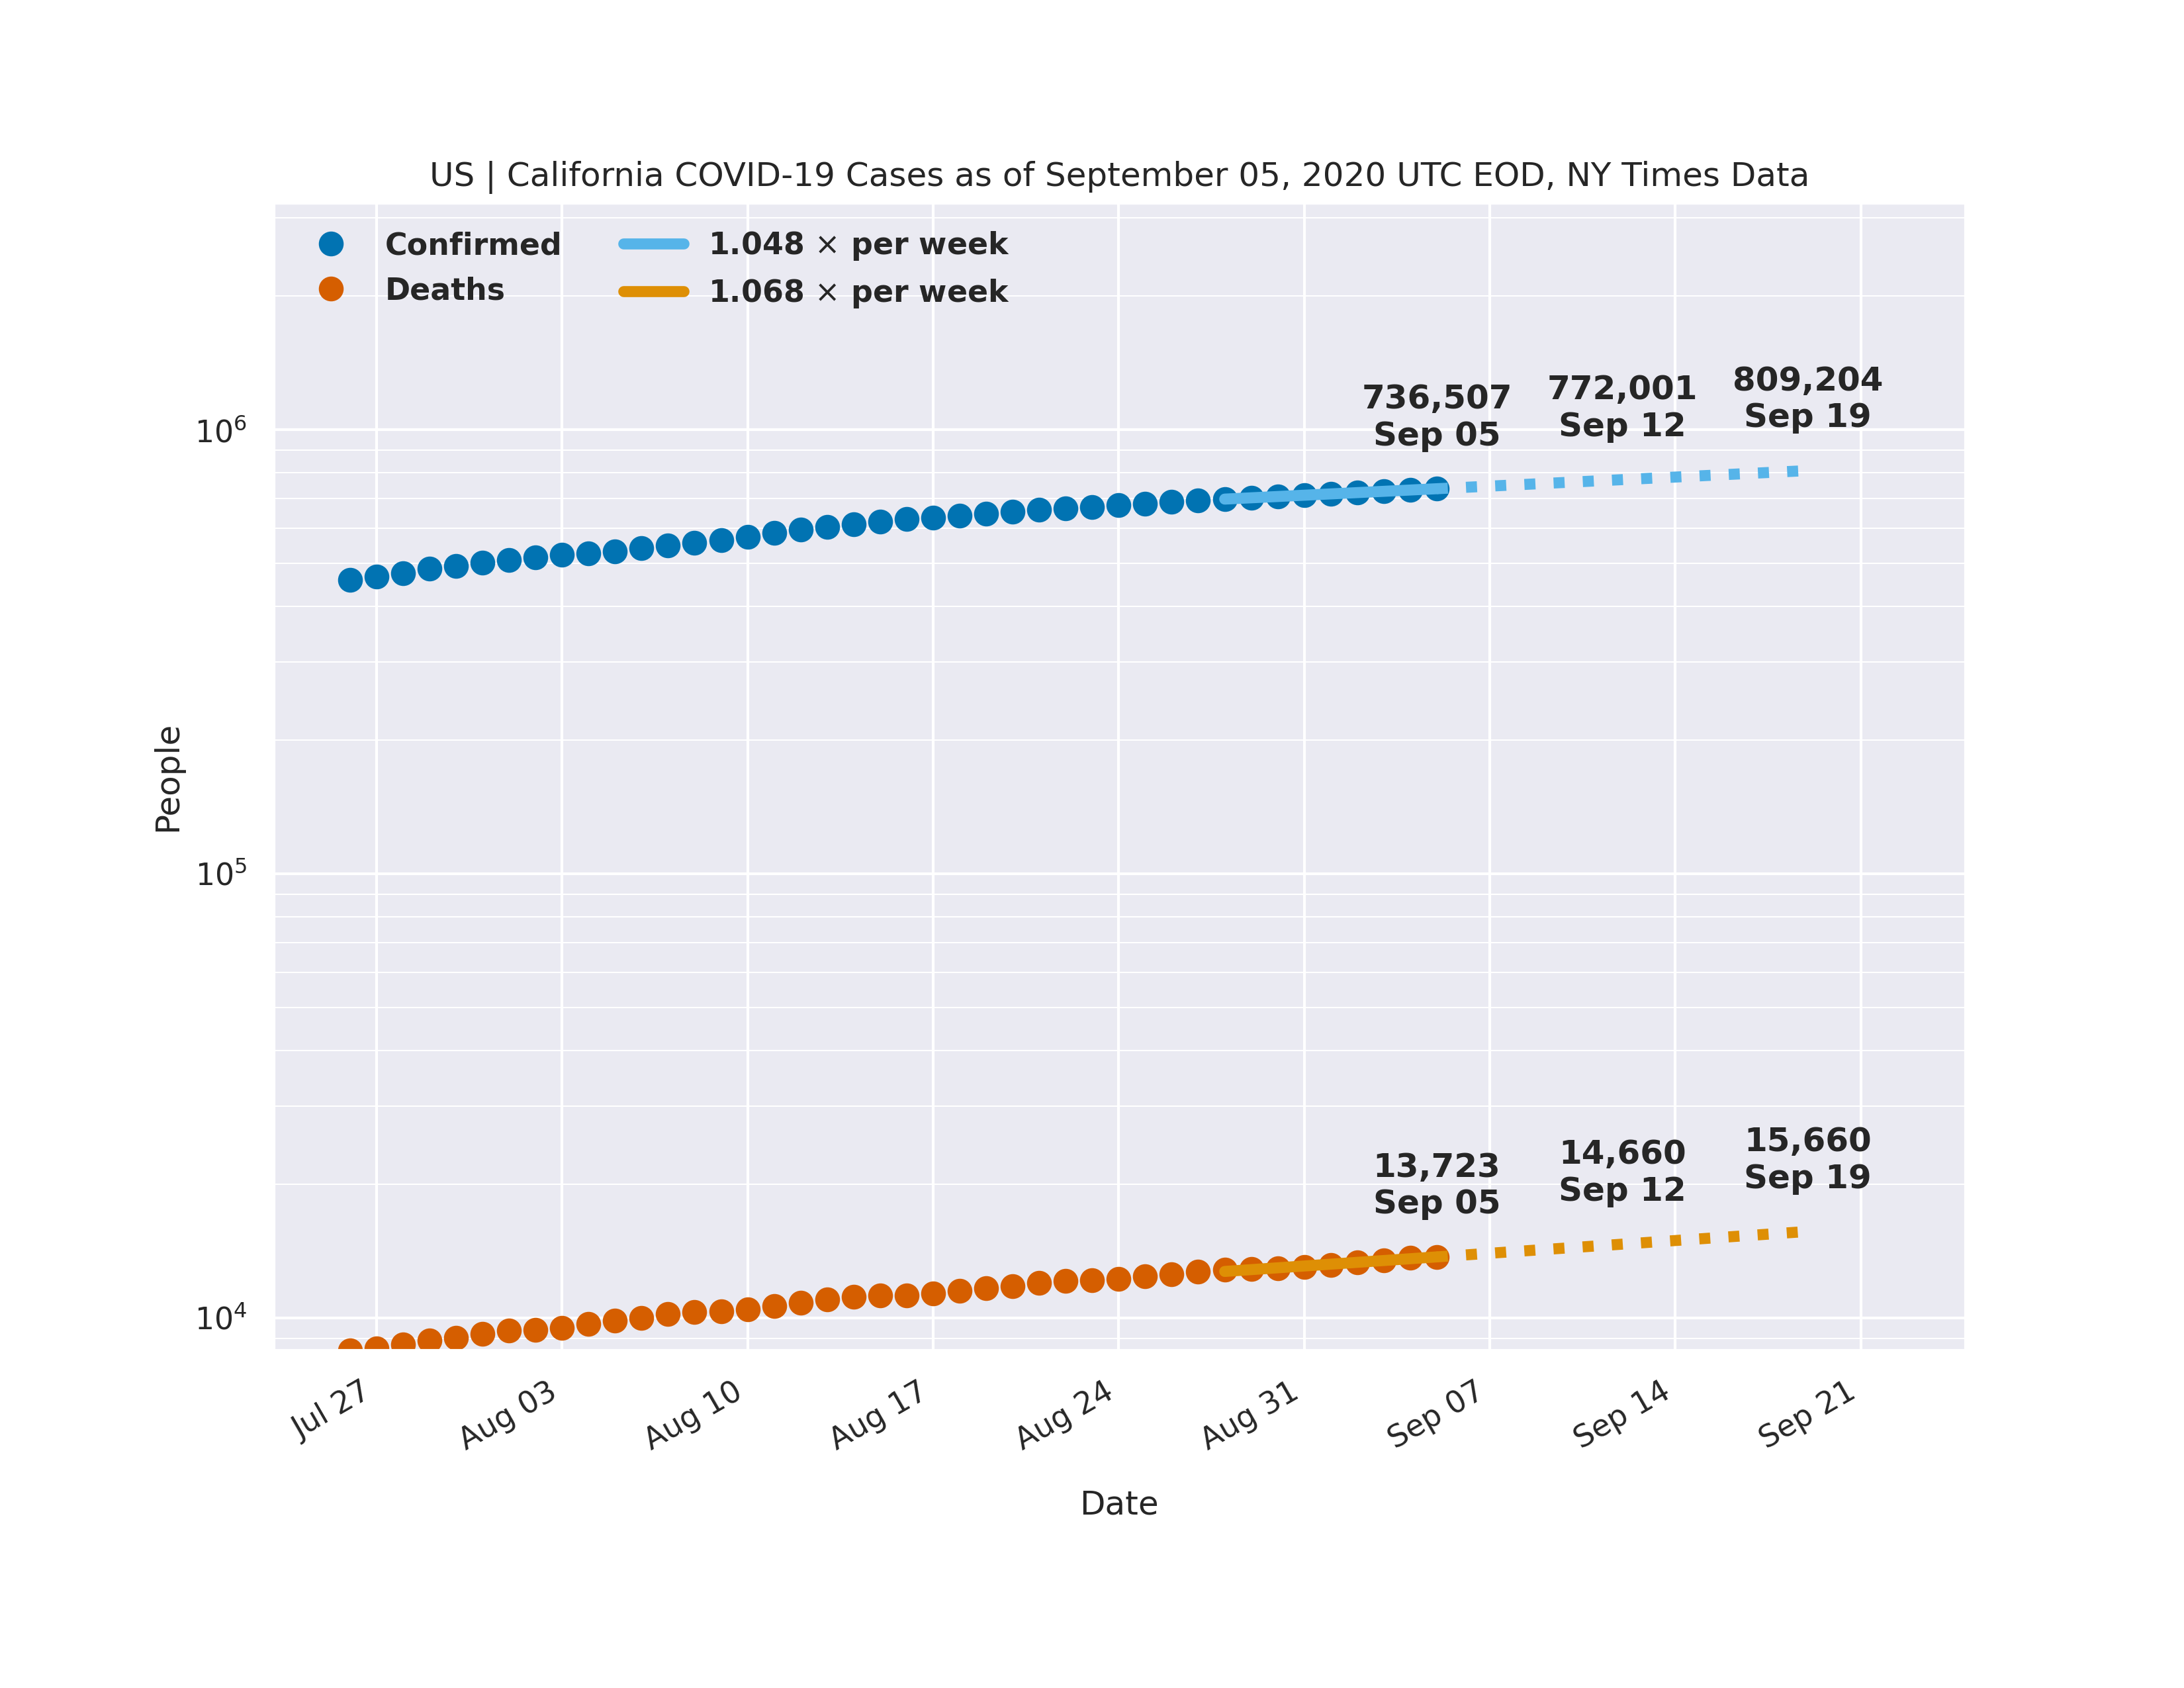 US | California COVID-19 Cases as of September 05, 2020 UTC EOD, NY Times Data
Confirmed
Deaths
1.048 × per week
1.068 × per week
736,507
Sep 05
772,001
Sep 12
809,204
Sep 19
13,723
Sep 05
14,660
Sep 12
15,660
Sep 19
People
10⁶
10⁵
10⁴
Jul 27
Aug 03
Aug 10
Aug 17
Aug 24
Aug 31
Sep 07
Sep 14
Sep 21
Date